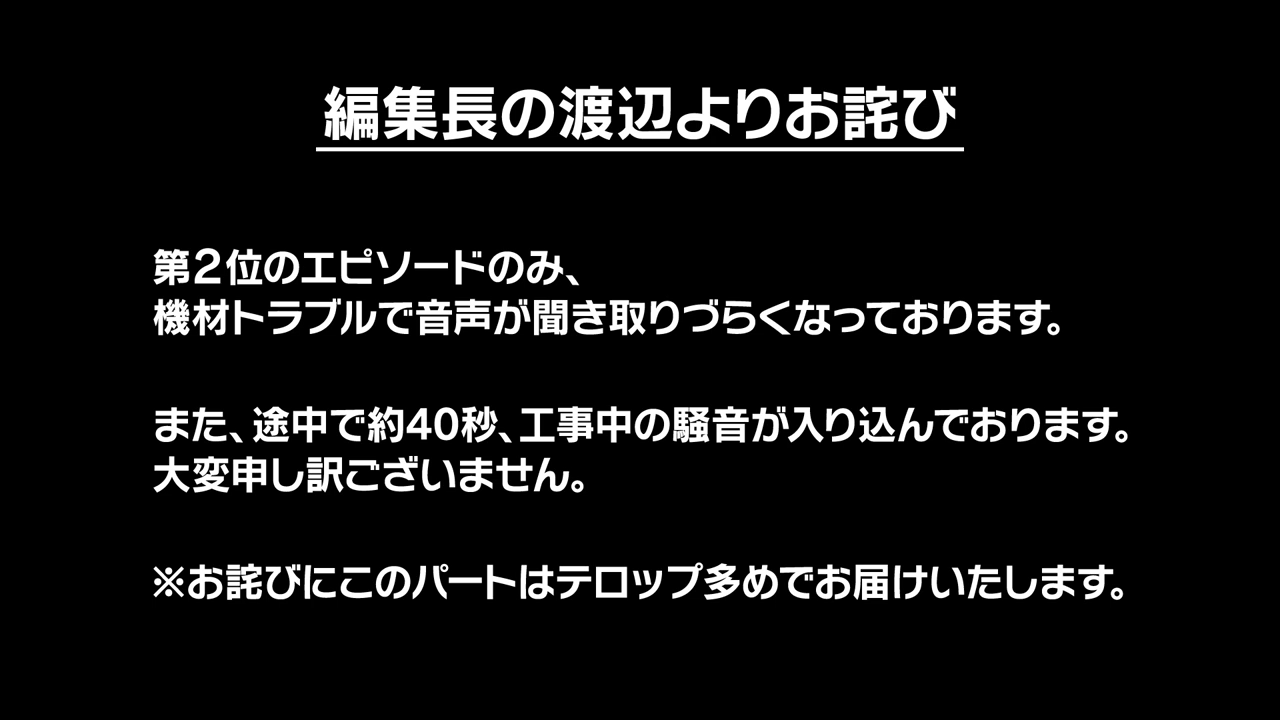 編集長の渡辺よりお詫び
第２位のエピソードのみ、
機材トラブルで音声が聞き取りづらくなっております。
また、途中で約40秒、工事中の騒音が入り込んでおります。
大変申し訳ございません。
※お詫びにこのパートはテロップ多めでお届けいたします。